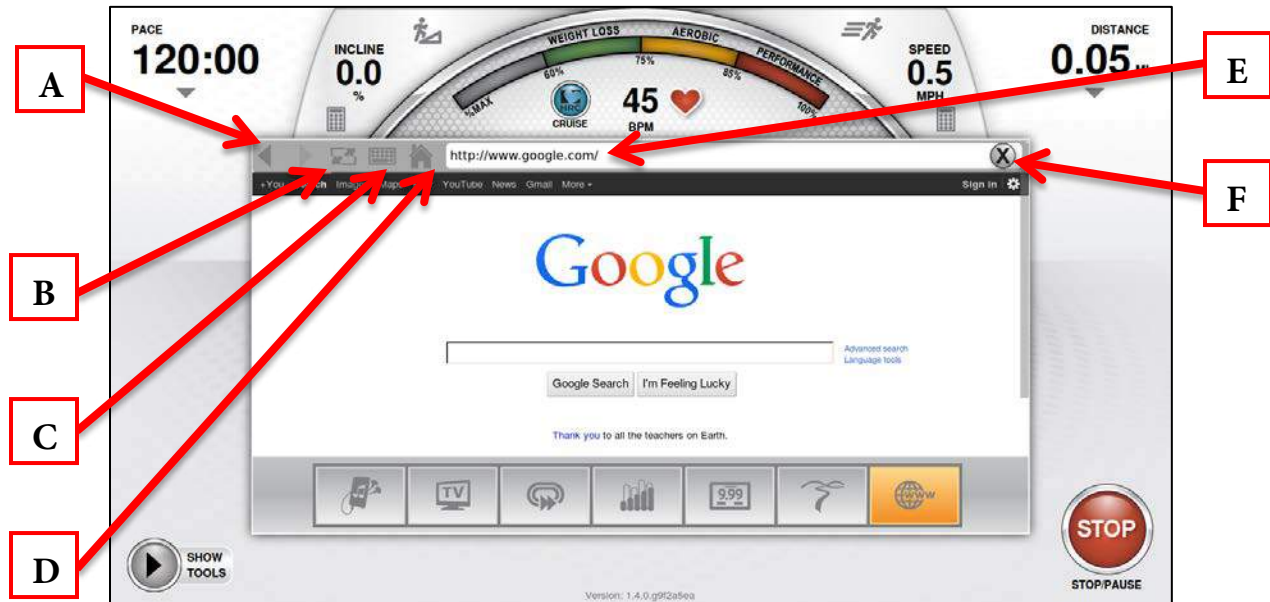 PACE
120:00
INCLINE
0.0
%
WEIGHT LOSS
AEROBIC
PERFORMANCE
%MAX
60%
75%
85%
100%
HRC
CRUISE
45
BPM
SPEED
0.5
MPH
DISTANCE
0.05
A
E
http://www.google.com/
X
F
+You
YouTube News Gmail More
Sign in
B
Google
Advanced search
Language tools
Google Search
I'm Feeling Lucky
C
Thank you to all the teachers on Earth.
TV
9.99
www
STOP
D
SHOW
TOOLS
STOP/PAUSE
Version: 1.4.0.g9f2a5ea